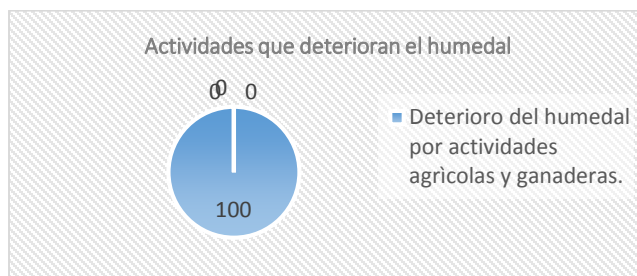 Actividades que deterioran el humedal
0 0 0
100
Deterioro del humedal
por actividades
agrìcolas y ganaderas.